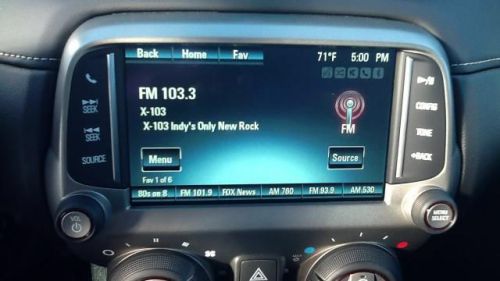 Back Home Fav 71°F 5:00 PM
FM 103.3
X-103
X-103 Indy's Only New Rock
FM
Menu Source
Fav 1 of 6
80s on 8 FM 101.9 FOX News AM 760 FM 93.9 AM 530
SEEK
SEEK
SOURCE
CONFIG
TONE
BACK
VOL
MENU
SELECT